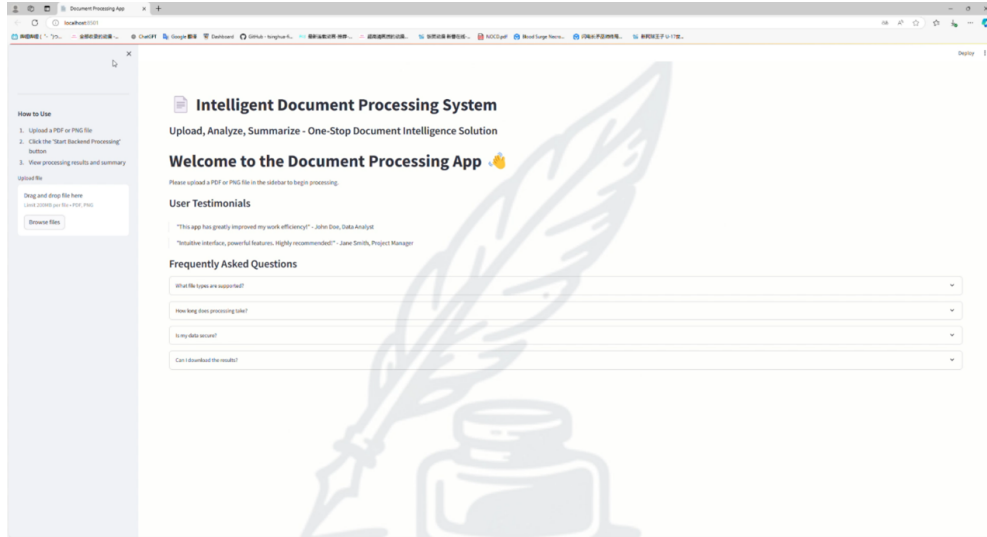 Document Processing App
localhost:8501
ChatGPT
Google 翻译
Dashboard
NOCO.pdf
Blood Surge Necro...
Deploy
How to Use
1. Upload a PDF or PNG file
2. Click the 'Start Backend Processing'
button
3. View processing results and summary
Upload file
Drag and drop file here
Limit 200MB per file • PDF, PNG
Browse files
Intelligent Document Processing System
Upload, Analyze, Summarize - One-Stop Document Intelligence Solution
Welcome to the Document Processing App
Please upload a PDF or PNG file in the sidebar to begin processing.
User Testimonials
"This app has greatly improved my work efficiency!" - John Doe, Data Analyst
"Intuitive interface, powerful features. Highly recommended!" - Jane Smith, Project Manager
Frequently Asked Questions
What file types are supported?
How long does processing take?
Is my data secure?
Can I download the results?